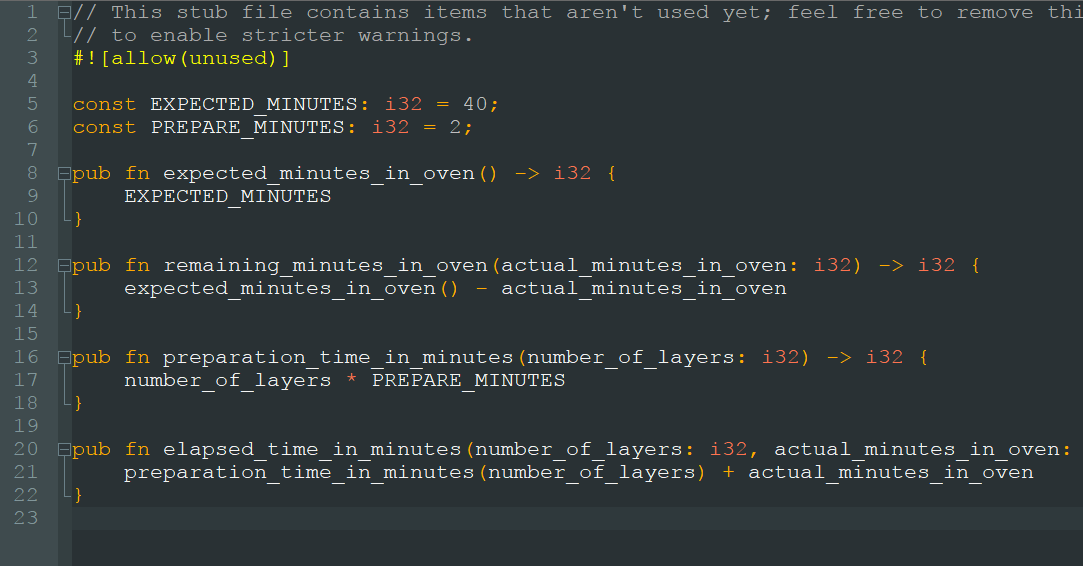 1 // This stub file contains items that aren't used yet; feel free to remove thi
2 // to enable stricter warnings.
3 #![allow(unused)]
4
5 const EXPECTED_MINUTES: i32 = 40;
6 const PREPARE_MINUTES: i32 = 2;
7
8 pub fn expected_minutes_in_oven() -> i32 {
9     EXPECTED_MINUTES
10 }
11
12 pub fn remaining_minutes_in_oven(actual_minutes_in_oven: i32) -> i32 {
13     expected_minutes_in_oven() - actual_minutes_in_oven
14 }
15
16 pub fn preparation_time_in_minutes(number_of_layers: i32) -> i32 {
17     number_of_layers * PREPARE_MINUTES
18 }
19
20 pub fn elapsed_time_in_minutes(number_of_layers: i32, actual_minutes_in_oven:
21     preparation_time_in_minutes(number_of_layers) + actual_minutes_in_oven
22 }
23